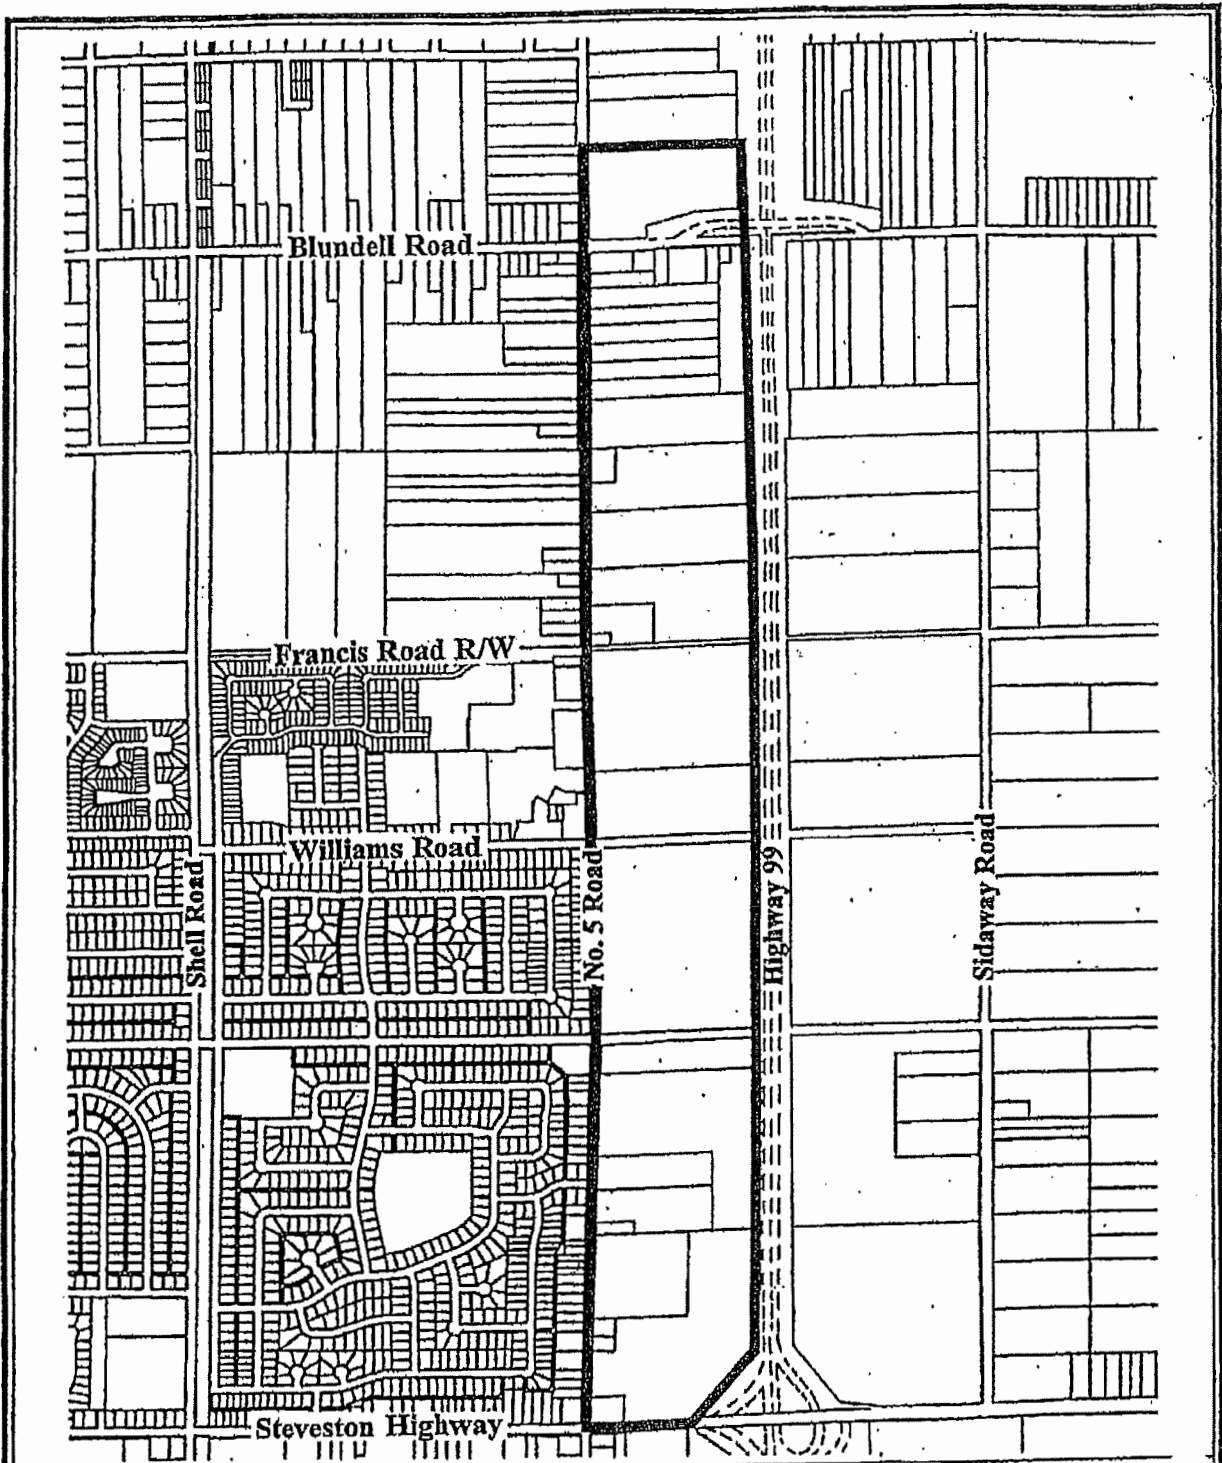 Blundell Road
Francis Road R/W
Williams Road
Shell Road
No. 5 Road
Highway 99
Sidaway Road
Steveston Highway